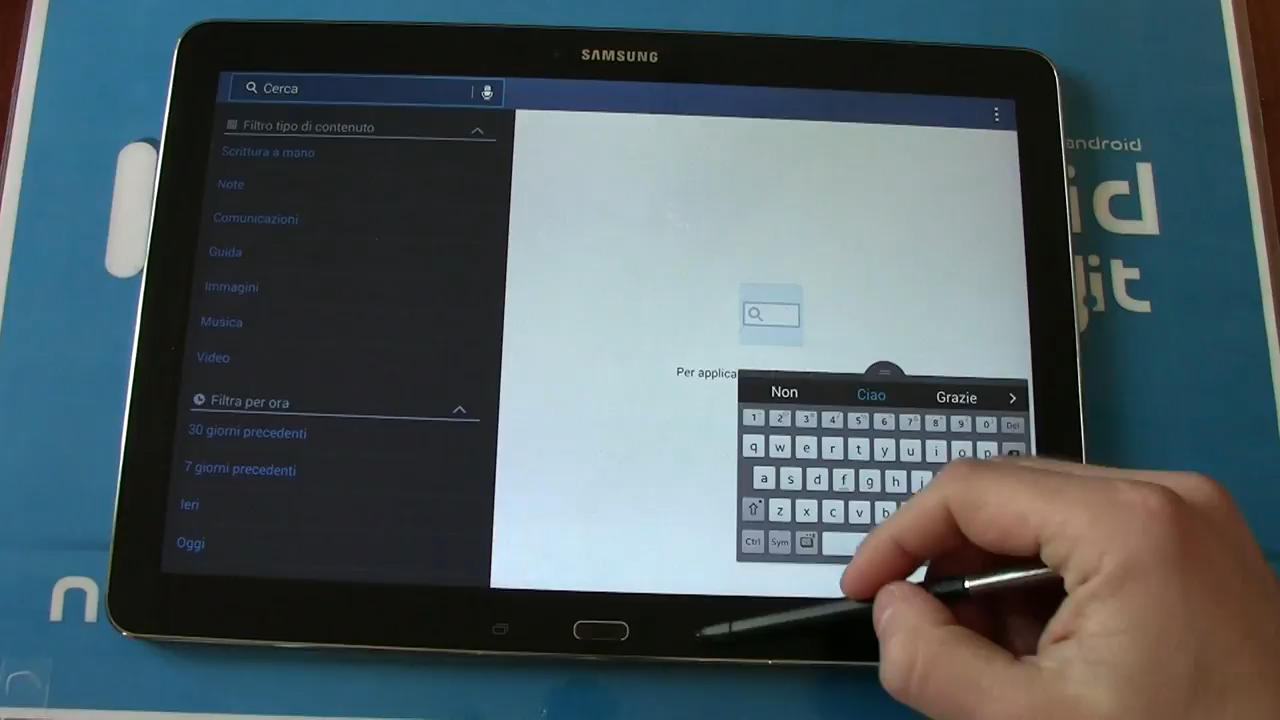 SAMSUNG
Cerca
Filtro tipo di contenuto
Scrittura a mano
Note
Comunicazioni
Guida
Immagini
Musica
Video
Filtra per ora
30 giorni precedenti
7 giorni precedenti
Ieri
Oggi
Per applica
Non Ciao Grazie
1 2 3 4 5 6 7 8 9 0 Del
q w e r t y u i o p
a s d f g h j
z x c v b
Ctrl Sym
android
id
git
n